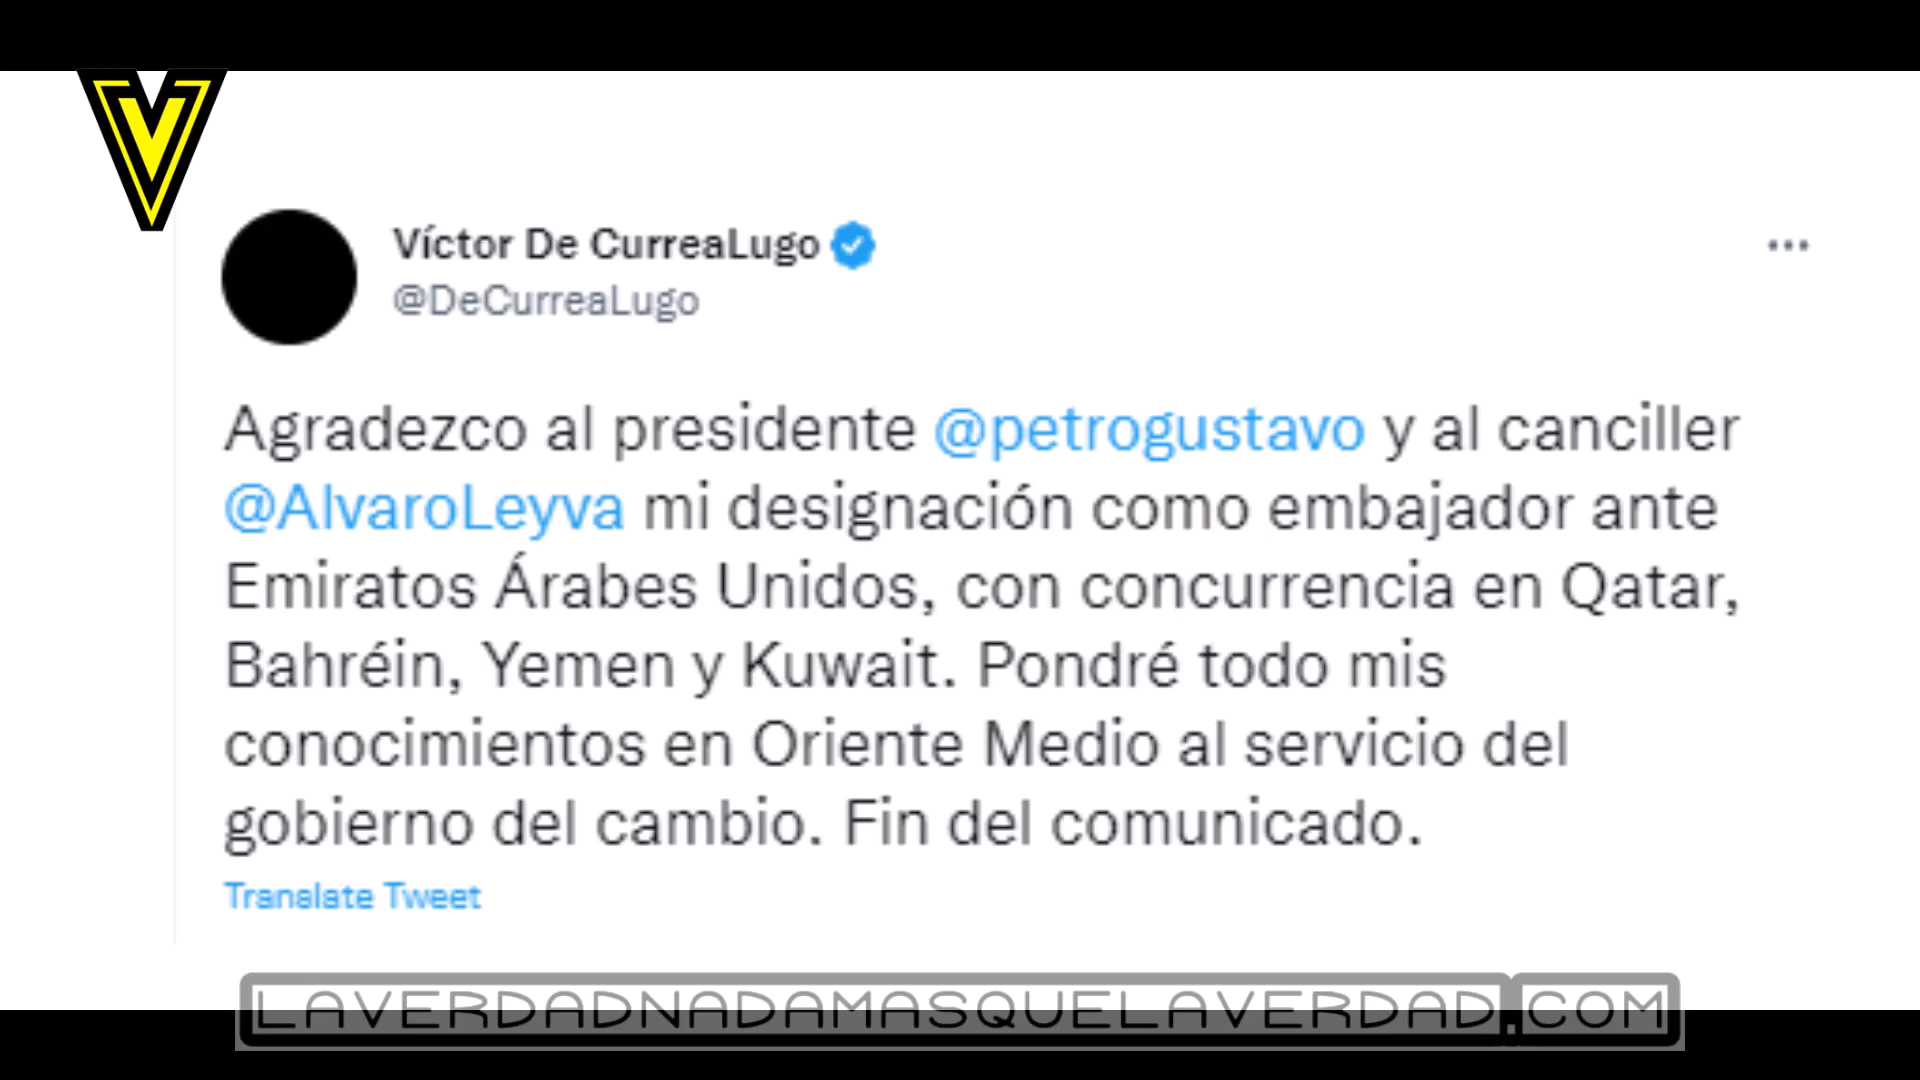 V
Víctor De CurreaLugo
@DeCurreaLugo
Agradezco al presidente @petrogustavo y al canciller
@AlvaroLeyva mi designación como embajador ante
Emiratos Árabes Unidos, con concurrencia en Qatar,
Bahréin, Yemen y Kuwait. Pondré todo mis
conocimientos en Oriente Medio al servicio del
gobierno del cambio. Fin del comunicado.
Translate Tweet
LAVERDADNADAMASQUELAVERDAD.COM